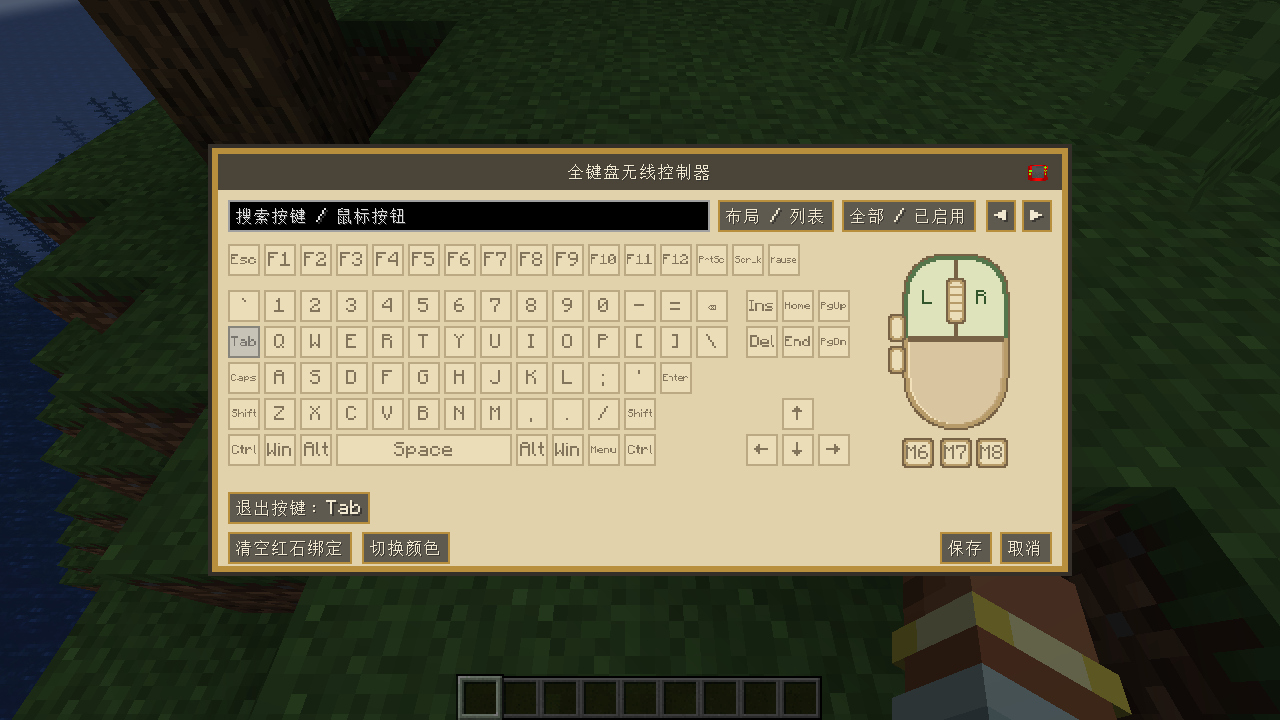 全键盘无线控制器
搜索按键 / 鼠标按钮 布局 / 列表 全部 / 已启用 ◀ ▶
Esc F1 F2 F3 F4 F5 F6 F7 F8 F9 F10 F11 F12 PrtSc ScrLk Pause
` 1 2 3 4 5 6 7 8 9 0 - = ⌫ Ins Home PgUp
Tab Q W E R T Y U I O P [ ] \ Del End PgDn
Caps A S D F G H J K L ; ' Enter
Shift Z X C V B N M , . / Shift ↑
Ctrl Win Alt Space Alt Win Menu Ctrl ← ↓ →
L R
M6 M7 M8
退出按键: Tab
清空红石绑定 切换颜色 保存 取消